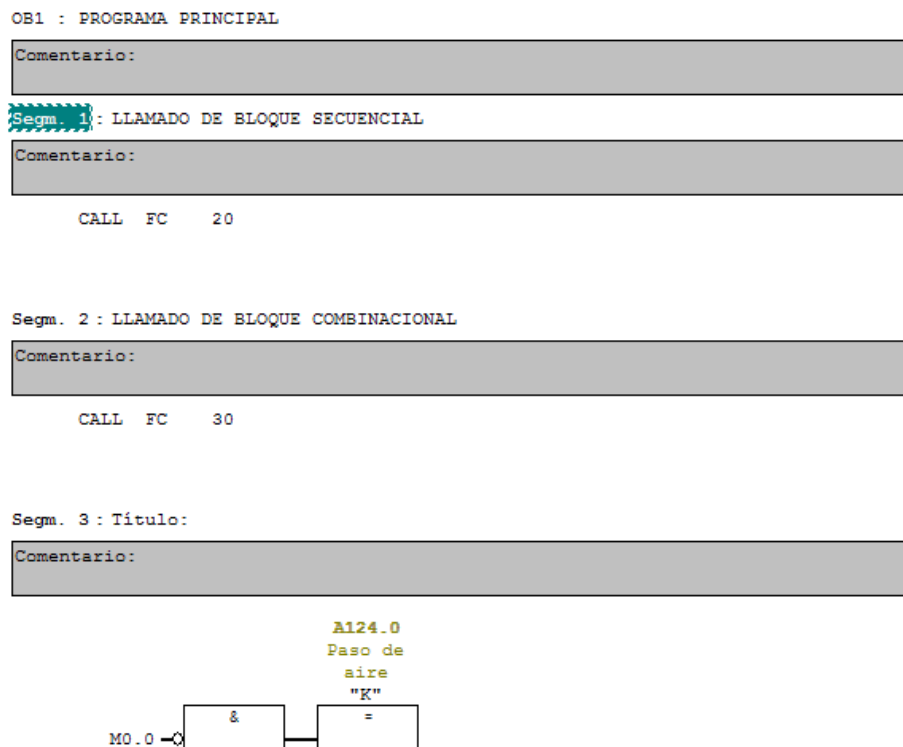 OB1 : PROGRAMA PRINCIPAL
Comentario:
Segm. 1: LLAMADO DE BLOQUE SECUENCIAL
Comentario:
CALL FC 20
Segm. 2 : LLAMADO DE BLOQUE COMBINACIONAL
Comentario:
CALL FC 30
Segm. 3 : Título:
Comentario:
A124.0
Paso de
aire
"K"
& =
M0.0